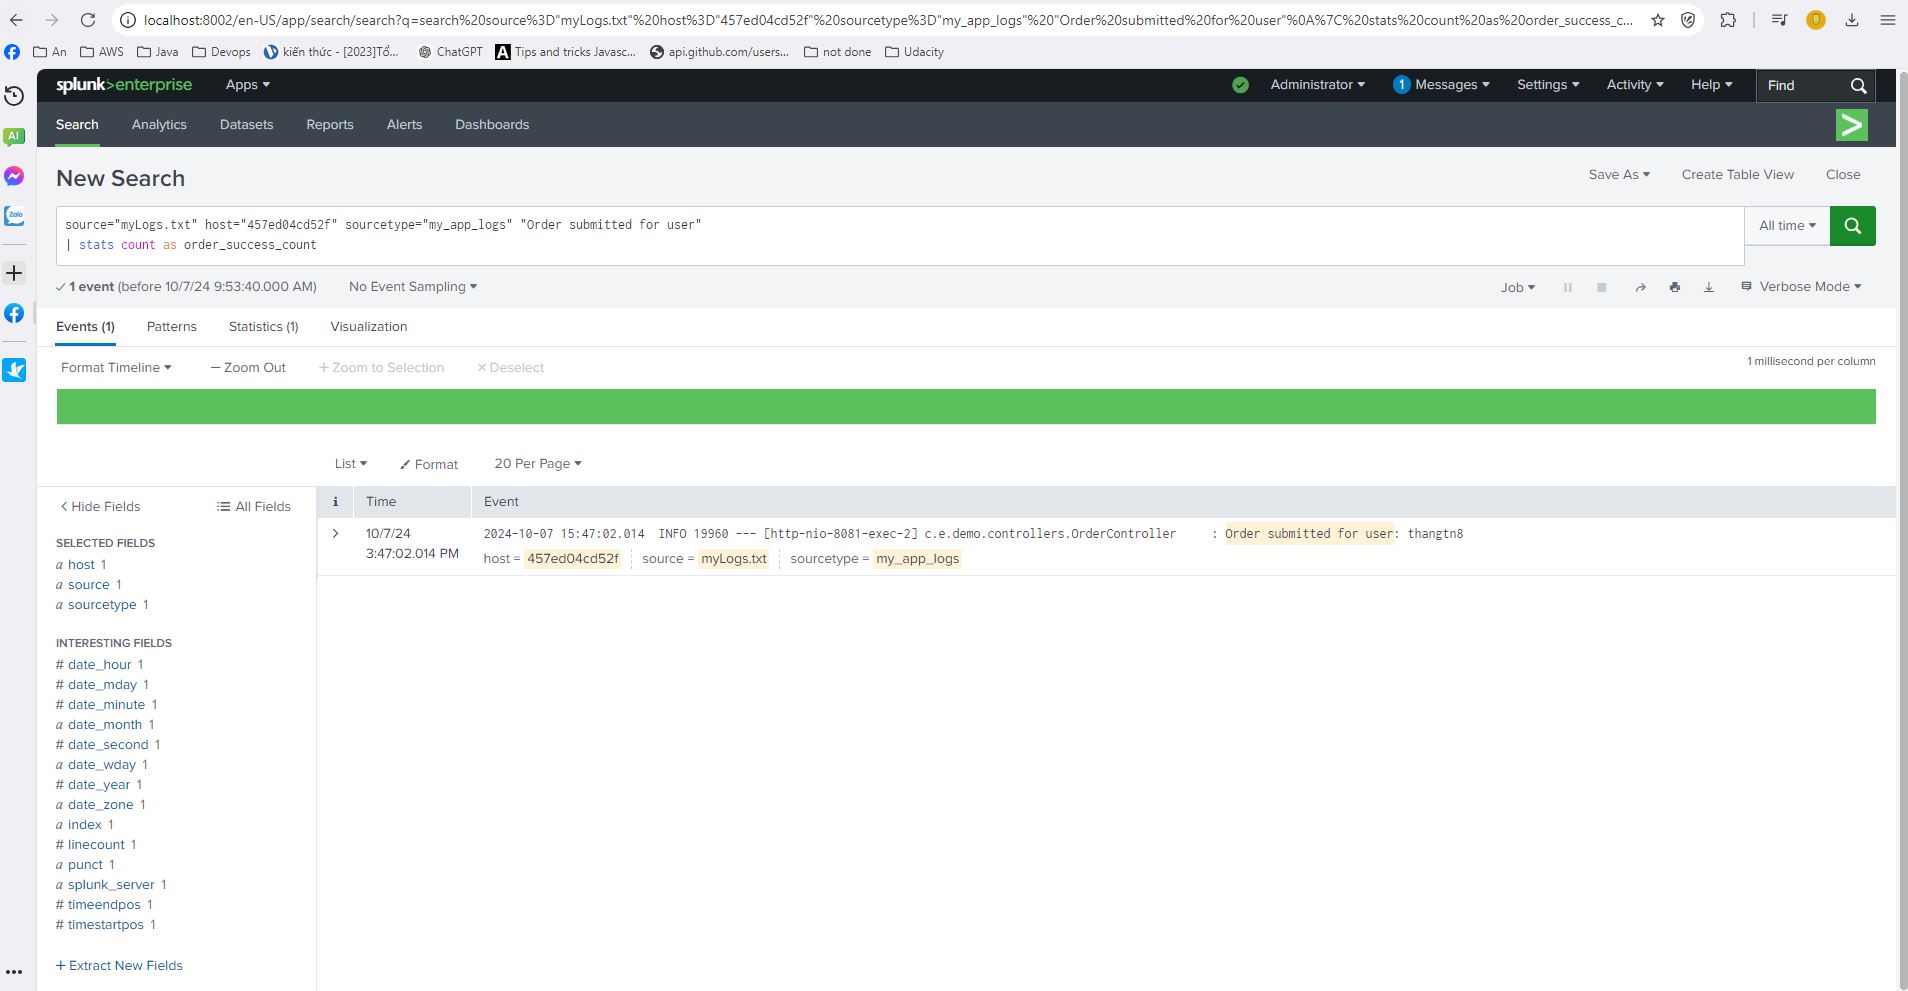 localhost:8002/en-US/app/search/search?q=search%20source%3D"myLogs.txt"%20host%3D"457ed04cd52f"%20sourcetype%3D"my_app_logs"%20"Order%20submitted%20for%20user"%0A%7C%20stats%20count%20as%20order_success_c...
An AWS Java Devops kiến thức - [2023]Tổ... ChatGPT A Tips and tricks Javasc... api.github.com/users... not done Udacity
AI
Zalo
splunk>enterprise Apps Administrator 1 Messages Settings Activity Help Find
Search Analytics Datasets Reports Alerts Dashboards
New Search Save As Create Table View Close
source="myLogs.txt" host="457ed04cd52f" sourcetype="my_app_logs" "Order submitted for user"
| stats count as order_success_count
All time
1 event (before 10/7/24 9:53:40.000 AM) No Event Sampling Job Verbose Mode
Events (1) Patterns Statistics (1) Visualization
Format Timeline — Zoom Out + Zoom to Selection × Deselect 1 millisecond per column
List Format 20 Per Page
< Hide Fields All Fields
i Time Event
SELECTED FIELDS
a host 1
a source 1
a sourcetype 1
INTERESTING FIELDS
# date_hour 1
# date_mday 1
# date_minute 1
a date_month 1
# date_second 1
a date_wday 1
# date_year 1
a date_zone 1
a index 1
# linecount 1
a punct 1
a splunk_server 1
# timeendpos 1
# timestartpos 1
+ Extract New Fields
> 10/7/24
3:47:02.014 PM
2024-10-07 15:47:02.014 INFO 19960 --- [http-nio-8081-exec-2] c.e.demo.controllers.OrderController : Order submitted for user: thangtn8
host = 457ed04cd52f source = myLogs.txt sourcetype = my_app_logs